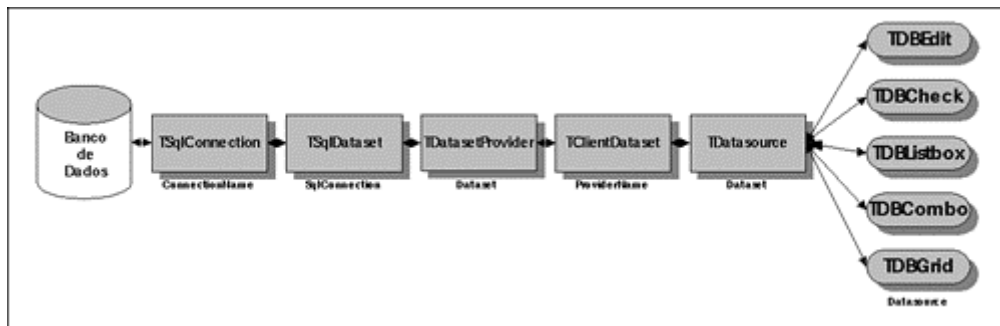 Banco
de
Dados
TSqlConnection
ConnectionName
TSqlDataset
SqlConnection
TDatasetProvider
Dataset
TClientDataset
ProviderName
TDatasource
Dataset
TDBEdit
TDBCheck
TDBListbox
TDBCombo
TDBGrid
Datasource